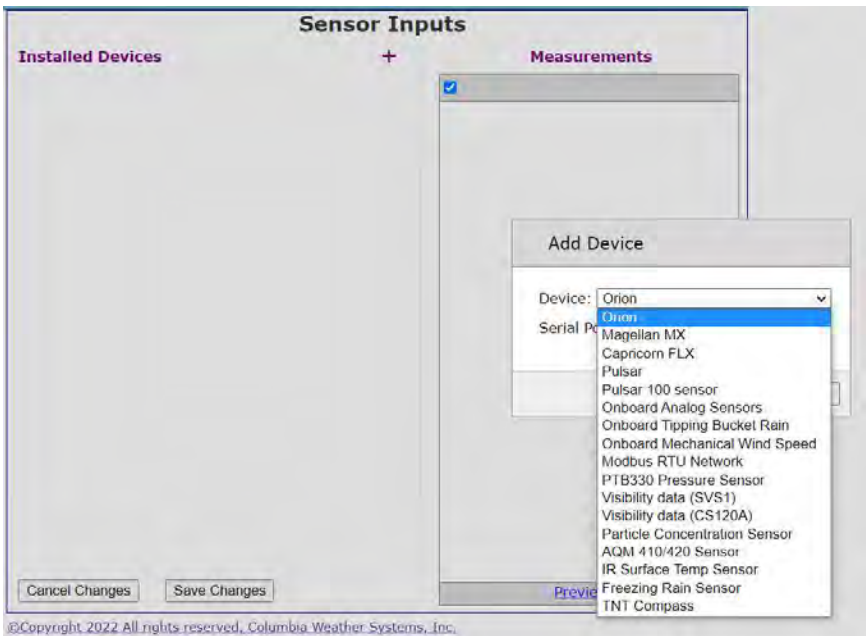 Sensor Inputs
Installed Devices + Measurements
Add Device
Device: Orion
Orion
Serial
Magellan MX
Capricorn FLX
Pulsar
Pulsar 100 sensor
Onboard Analog Sensors
Onboard Tipping Bucket Rain
Onboard Mechanical Wind Speed
Modbus RTU Network
PTB330 Pressure Sensor
Visibility data (SVS1)
Visibility data (CS120A)
Particle Concentration Sensor
AQM 410/420 Sensor
IR Surface Temp Sensor
Freezing Rain Sensor
TNT Compass
Cancel Changes Save Changes
©Copyright 2022 All rights reserved, Columbia Weather Systems, Inc.